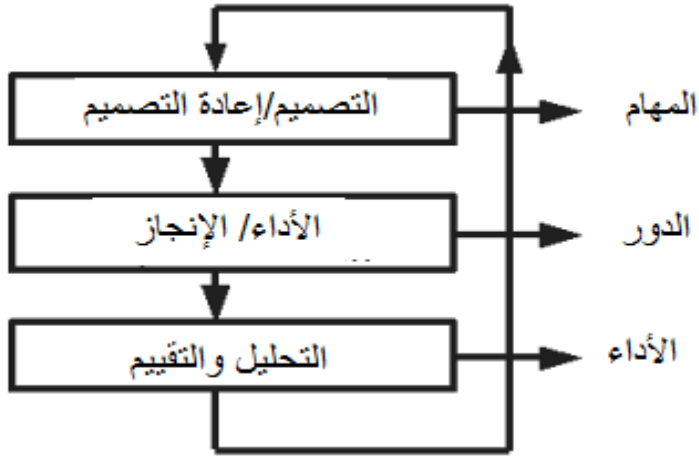 التصميم/إعادة التصميم
المهام
الأداء/ الإنجاز
الدور
التحليل والتقييم
الأداء